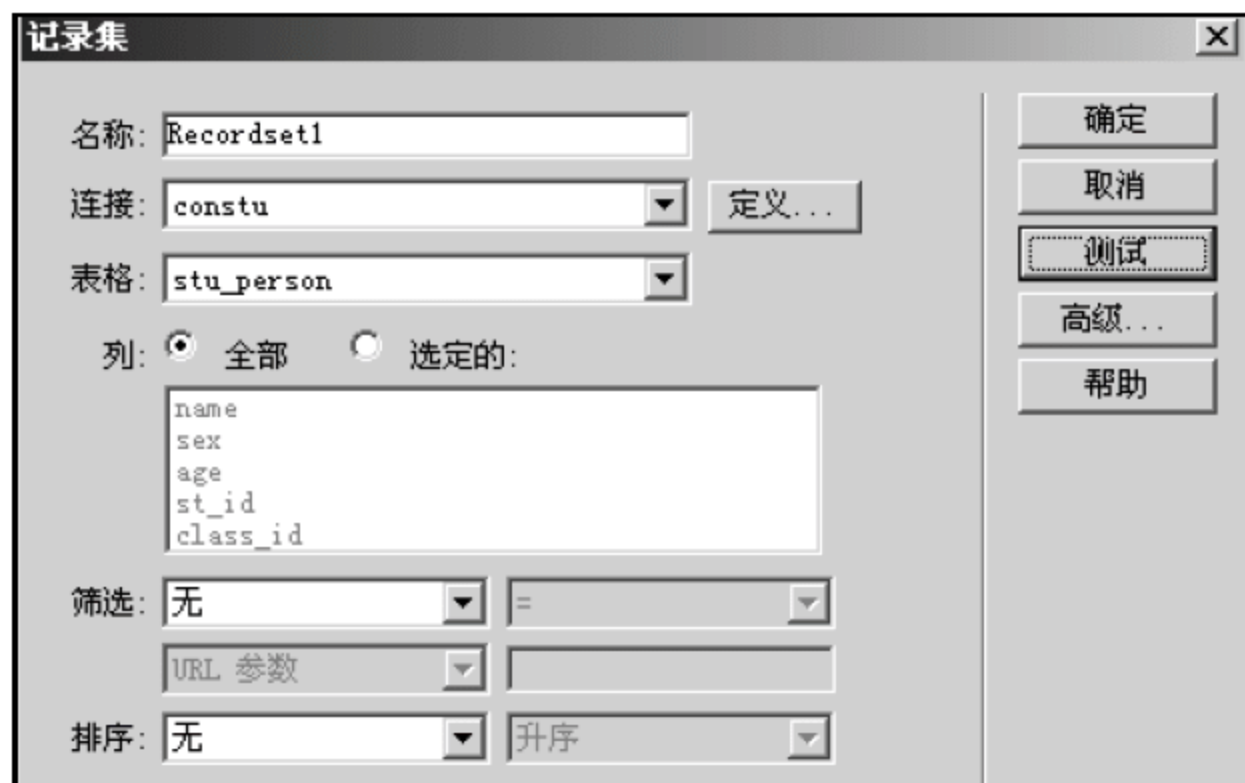 记录集
名称: Recordset1
确定
连接: constu 定义...
取消
表格: stu_person
测试
列: 全部 选定的:
高级...
name
帮助
sex
age
st_id
class_id
筛选: 无 =
URL 参数
排序: 无 升序